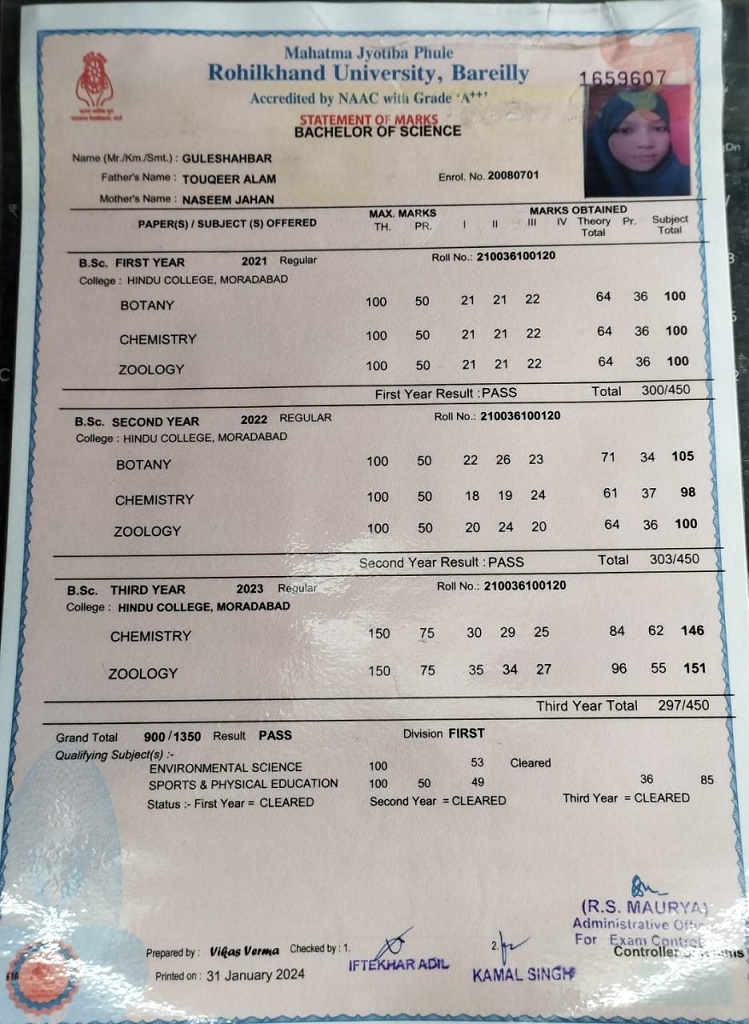 Mahatma Jyotiba Phule
Rohilkhand University, Bareilly
Accredited by NAAC with Grade 'A++'
1659607
STATEMENT OF MARKS
BACHELOR OF SCIENCE
Name (Mr./Km./Smt.) : GULESHAHBAR
Father's Name : TOUQEER ALAM Enrol. No. 20080701
Mother's Name : NASEEM JAHAN
PAPER(S) / SUBJECT (S) OFFERED MAX. MARKS TH. PR. MARKS OBTAINED I II III IV Theory Total Pr. Subject Total
B.Sc. FIRST YEAR 2021 Regular Roll No.: 210036100120
College : HINDU COLLEGE, MORADABAD
BOTANY 100 50 21 21 22 64 36 100
CHEMISTRY 100 50 21 21 22 64 36 100
ZOOLOGY 100 50 21 21 22 64 36 100
First Year Result : PASS Total 300/450
B.Sc. SECOND YEAR 2022 REGULAR Roll No.: 210036100120
College : HINDU COLLEGE, MORADABAD
BOTANY 100 50 22 26 23 71 34 105
CHEMISTRY 100 50 18 19 24 61 37 98
ZOOLOGY 100 50 20 24 20 64 36 100
Second Year Result : PASS Total 303/450
B.Sc. THIRD YEAR 2023 Regular Roll No.: 210036100120
College : HINDU COLLEGE, MORADABAD
CHEMISTRY 150 75 30 29 25 84 62 146
ZOOLOGY 150 75 35 34 27 96 55 151
Third Year Total 297/450
Grand Total 900/1350 Result PASS Division FIRST
Qualifying Subject(s) :-
ENVIRONMENTAL SCIENCE 100 53 Cleared
SPORTS & PHYSICAL EDUCATION 100 50 49 36 85
Status :- First Year = CLEARED Second Year = CLEARED Third Year = CLEARED
(R.S. MAURYA)
Administrative
For Exam
Controller
Prepared by : Vikas Verma Checked by : 1. IFTEKHAR ADIL 2. KAMAL SINGH
Printed on : 31 January 2024